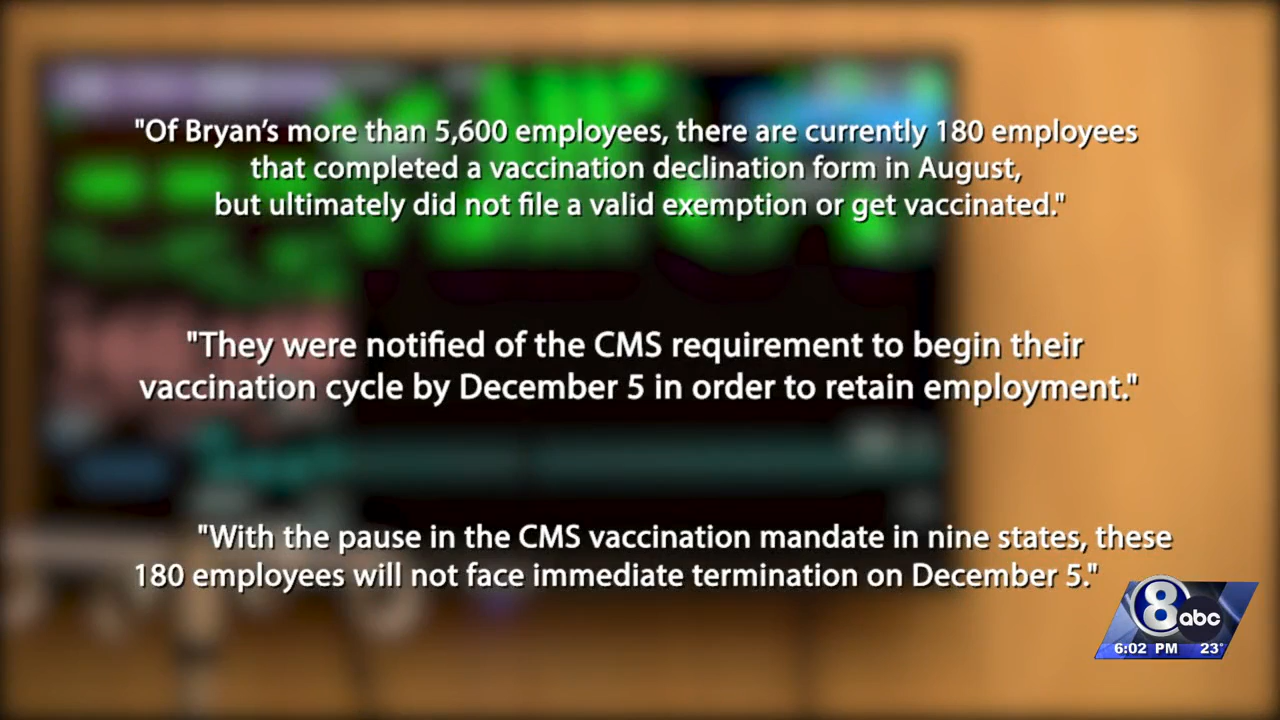 "Of Bryan's more than 5,600 employees, there are currently 180 employees
that completed a vaccination declination form in August,
but ultimately did not file a valid exemption or get vaccinated."
"They were notified of the CMS requirement to begin their
vaccination cycle by December 5 in order to retain employment."
"With the pause in the CMS vaccination mandate in nine states, these
180 employees will not face immediate termination on December 5."
8 abc
6:02 PM 23°